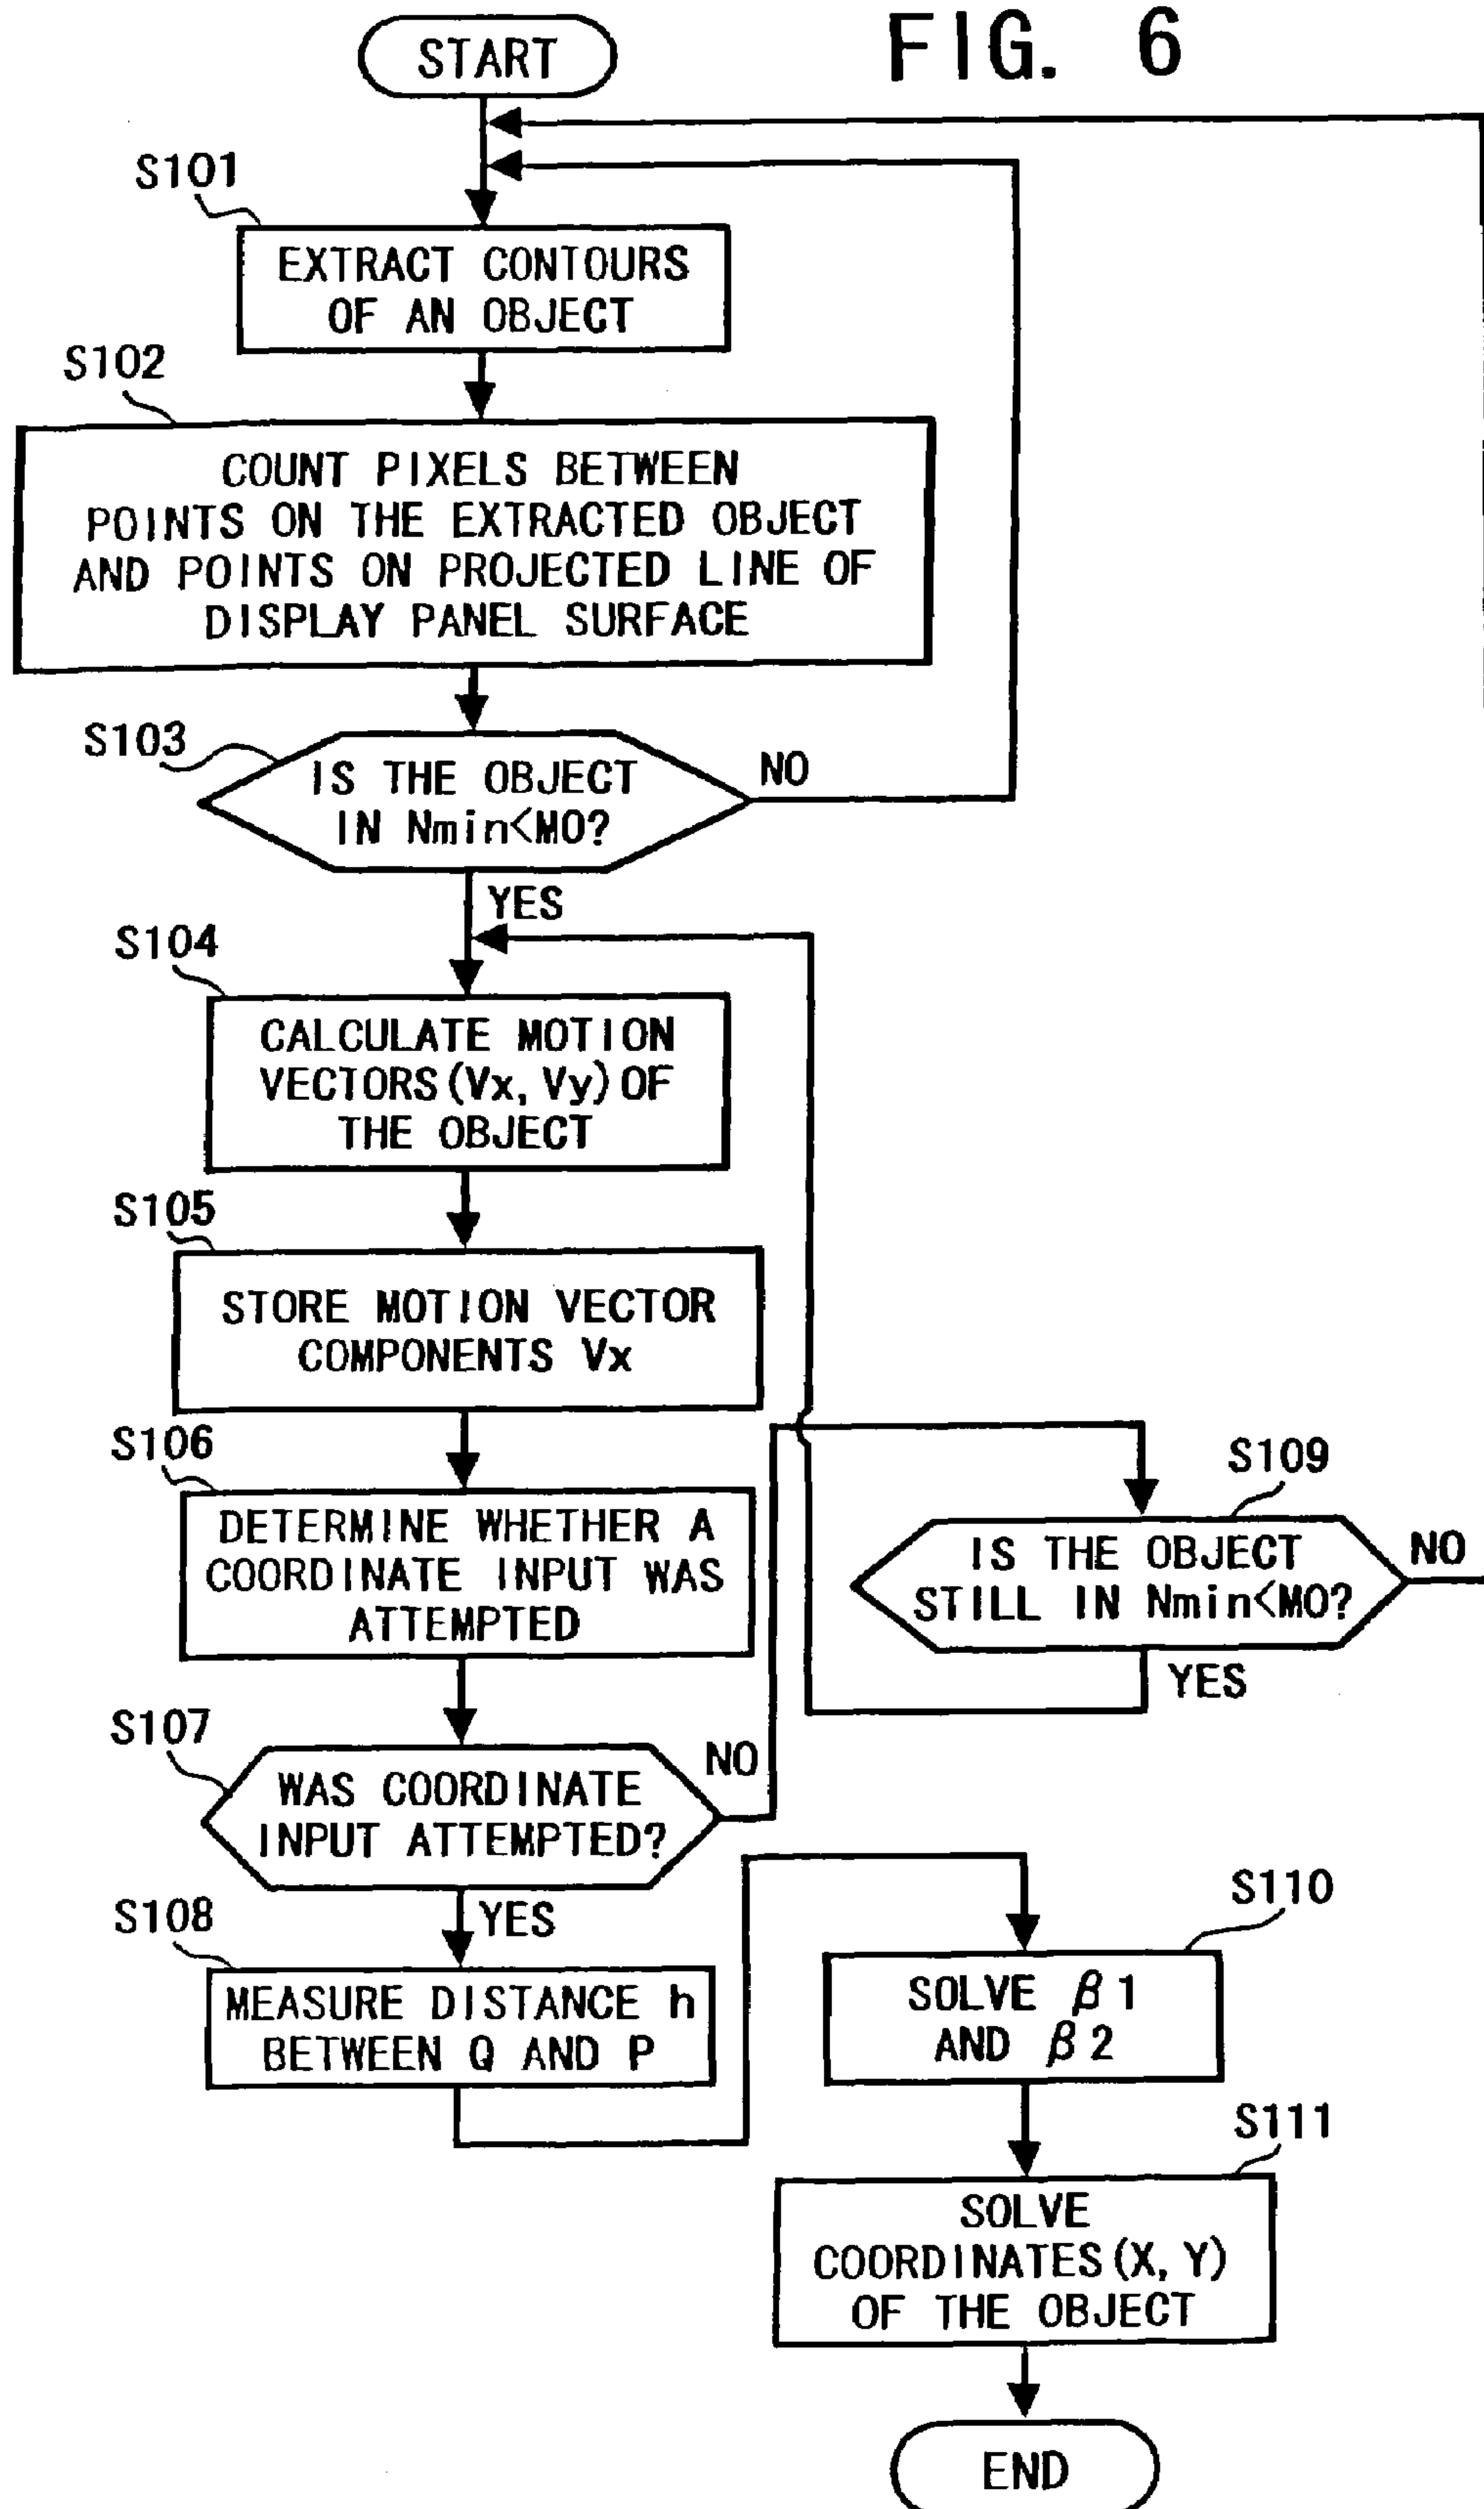 FIG. 6
START
S101
EXTRACT CONTOURS
OF AN OBJECT
S102
COUNT PIXELS BETWEEN
POINTS ON THE EXTRACTED OBJECT
AND POINTS ON PROJECTED LINE OF
DISPLAY PANEL SURFACE
S103
IS THE OBJECT
IN Nmin<M0?
NO
YES
S104
CALCULATE MOTION
VECTORS(Vx, Vy) OF
THE OBJECT
S105
STORE MOTION VECTOR
COMPONENTS Vx
S106
DETERMINE WHETHER A
COORDINATE INPUT WAS
ATTEMPTED
S107
WAS COORDINATE
INPUT ATTEMPTED?
NO
YES
S109
IS THE OBJECT
STILL IN Nmin<M0?
NO
YES
S108
MEASURE DISTANCE h
BETWEEN Q AND P
S110
SOLVE β1
AND β2
S111
SOLVE
COORDINATES(X, Y)
OF THE OBJECT
END